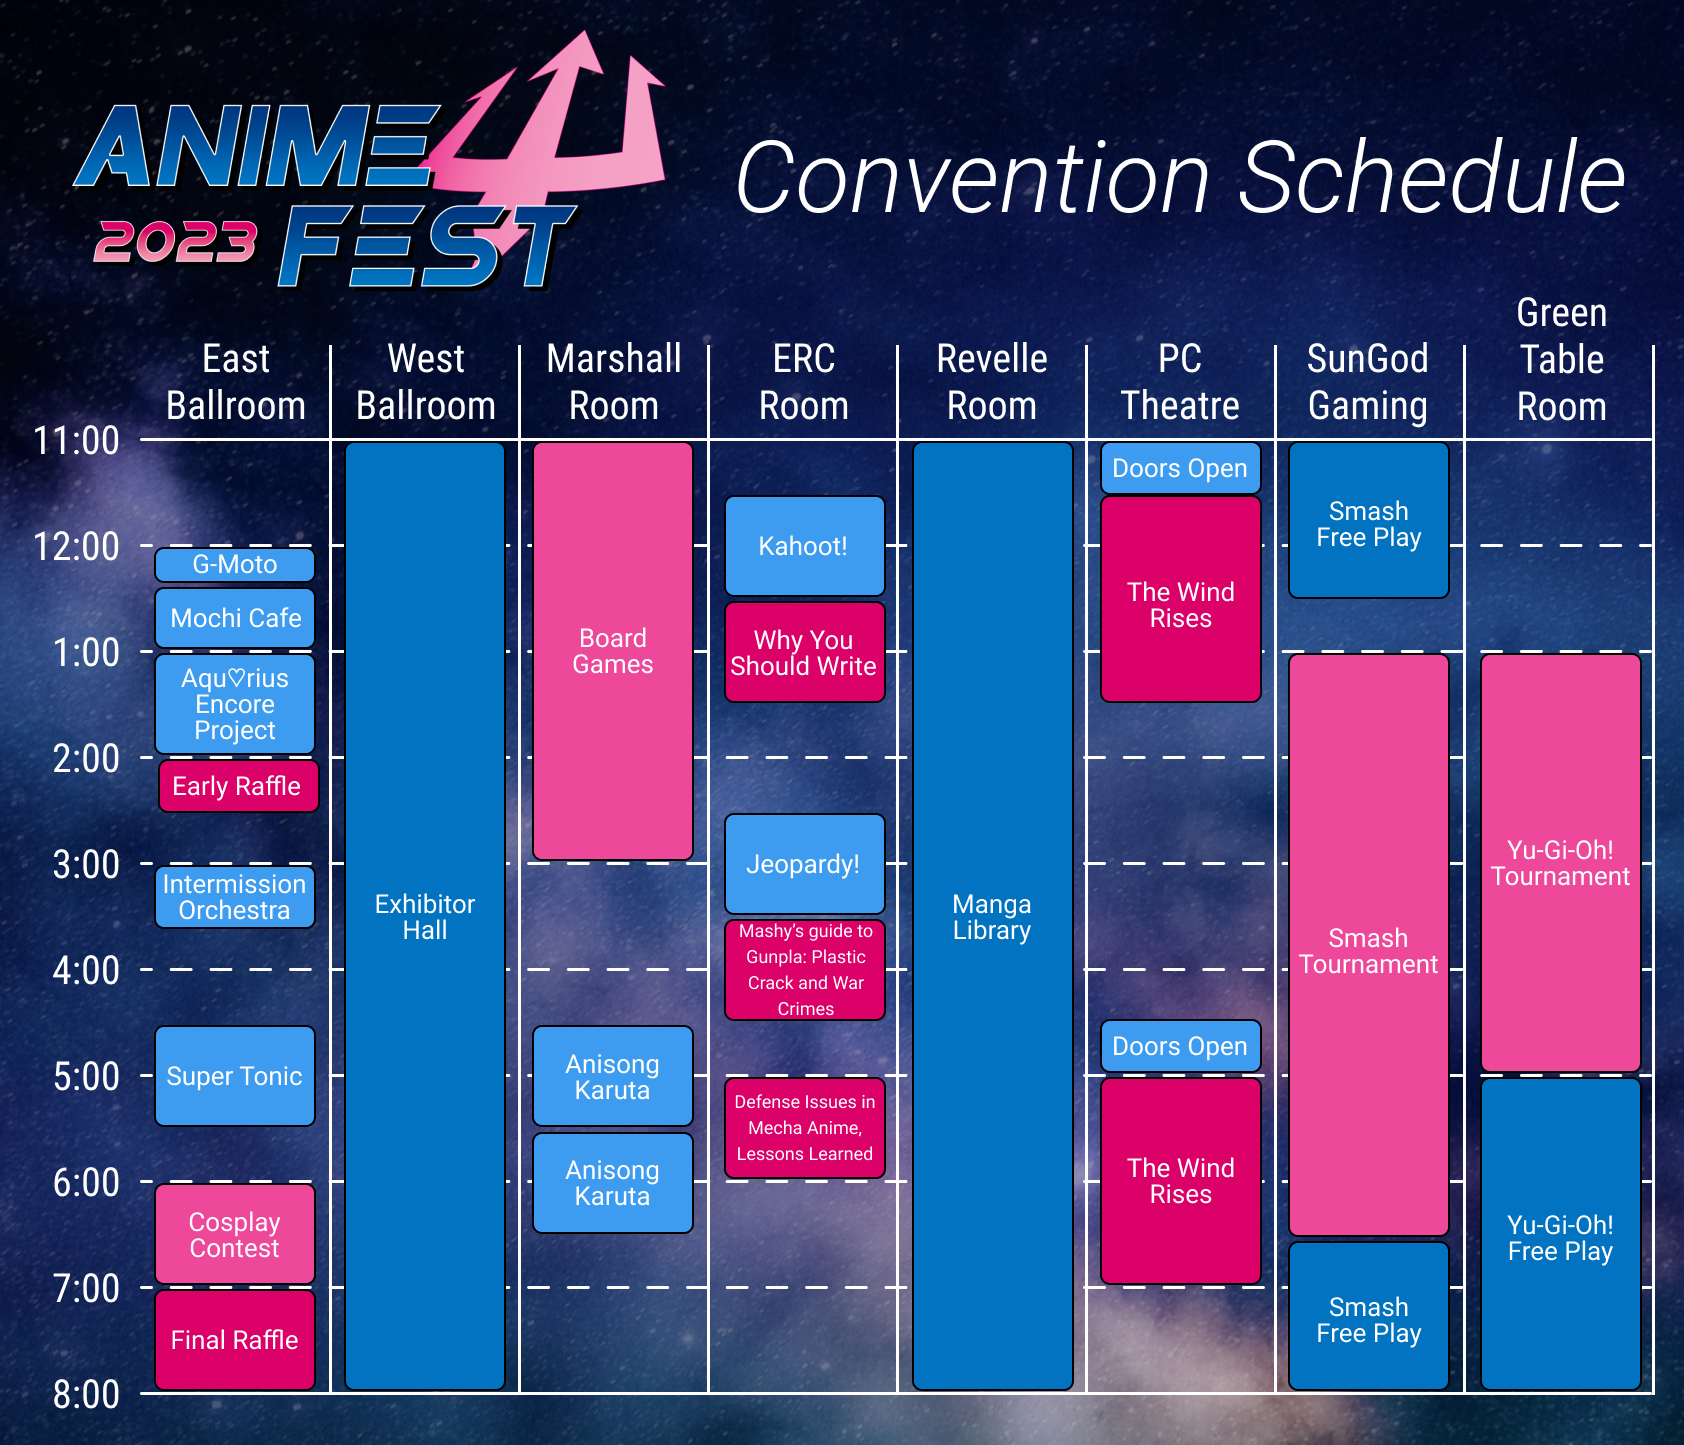 ANIME
2023 FEST
Convention Schedule
East
Ballroom
West
Ballroom
Marshall
Room
ERC
Room
Revelle
Room
PC
Theatre
SunGod
Gaming
Green
Table
Room
11:00
12:00
1:00
2:00
3:00
4:00
5:00
6:00
7:00
8:00
G-Moto
Mochi Cafe
Aqu♡rius
Encore
Project
Early Raffle
Intermission
Orchestra
Super Tonic
Cosplay
Contest
Final Raffle
Exhibitor
Hall
Board
Games
Anisong
Karuta
Anisong
Karuta
Kahoot!
Why You
Should Write
Jeopardy!
Mashy's guide to
Gunpla: Plastic
Crack and War
Crimes
Defense Issues in
Mecha Anime,
Lessons Learned
Manga
Library
Doors Open
The Wind
Rises
Doors Open
The Wind
Rises
Smash
Free Play
Smash
Tournament
Smash
Free Play
Yu-Gi-Oh!
Tournament
Yu-Gi-Oh!
Free Play